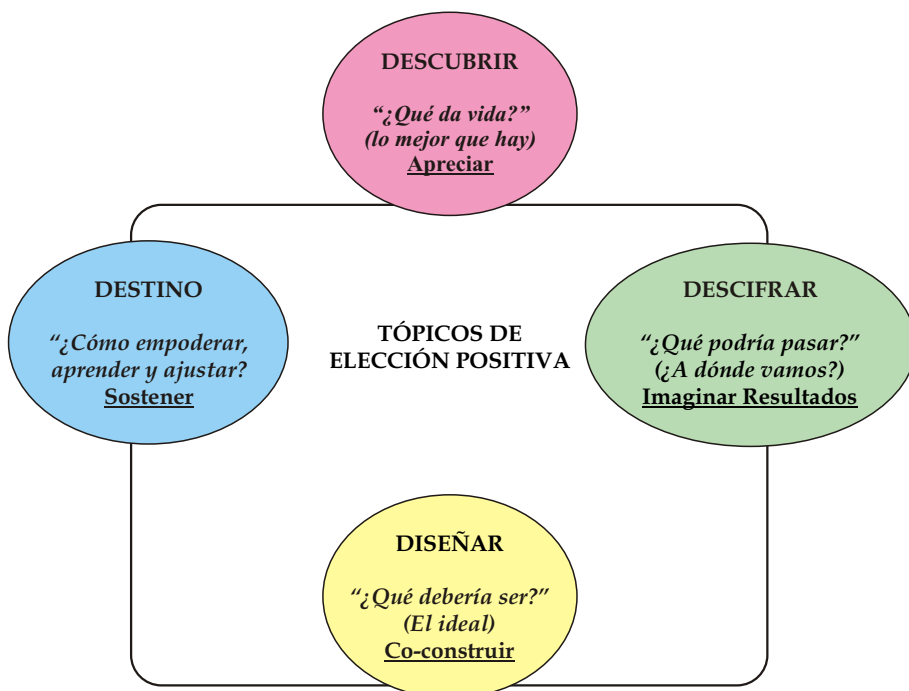 DESCUBRIR
“¿Qué da vida?”
(lo mejor que hay)
Apreciar
DESTINO
“¿Cómo empoderar,
aprender y ajustar?
Sostener
TÓPICOS DE
ELECCIÓN POSITIVA
DESCIFRAR
“¿Qué podría pasar?”
(¿A dónde vamos?)
Imaginar Resultados
DISEÑAR
“¿Qué debería ser?”
(El ideal)
Co-construir